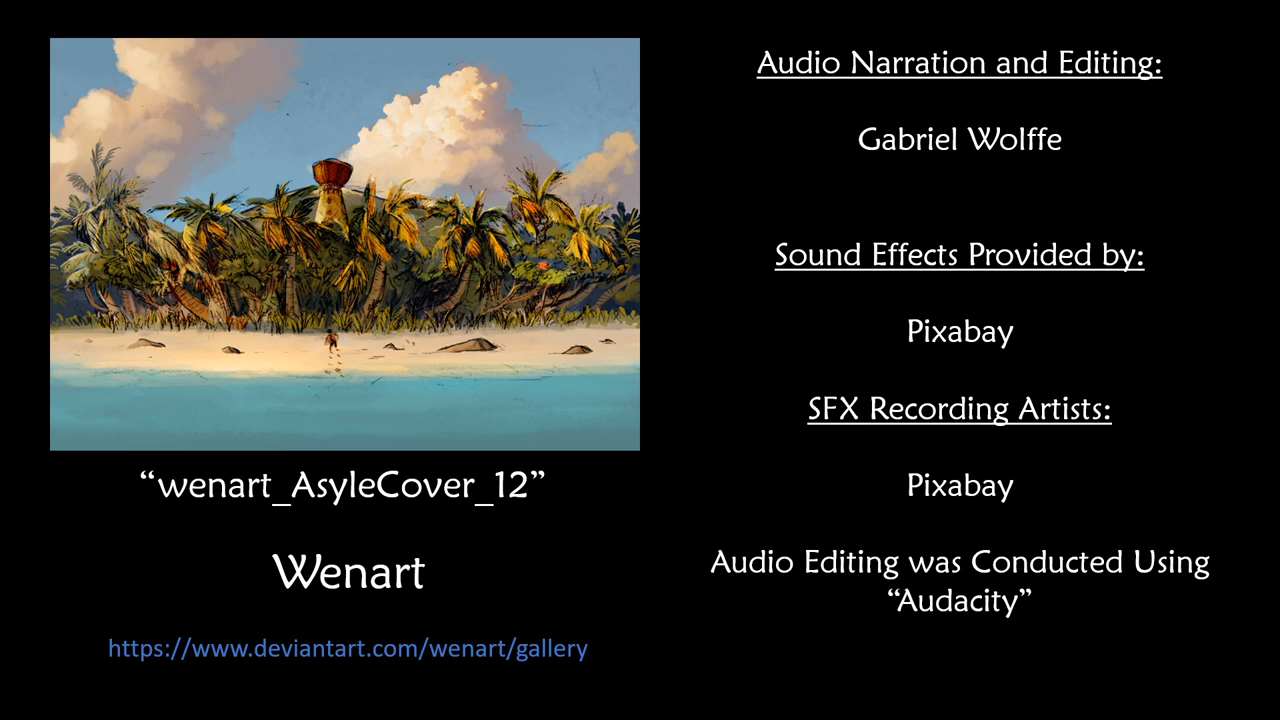 “wenart_AsyleCover_12”
Wenart
https://www.deviantart.com/wenart/gallery
Audio Narration and Editing:
Gabriel Wolffe
Sound Effects Provided by:
Pixabay
SFX Recording Artists:
Pixabay
Audio Editing was Conducted Using
“Audacity”